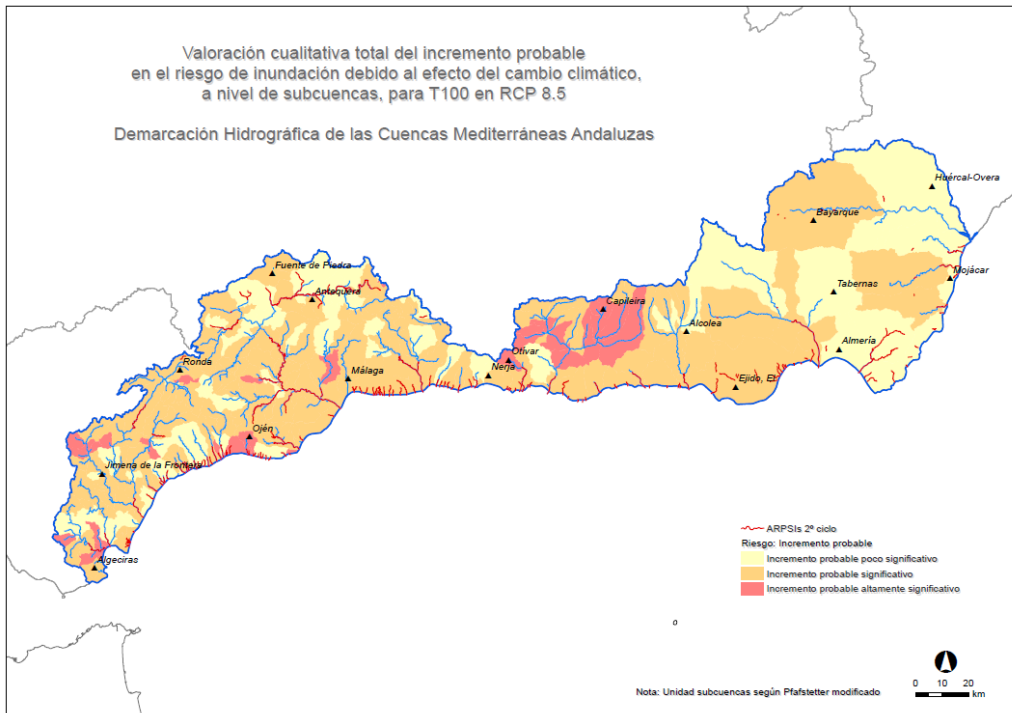 Valoración cualitativa total del incremento probable
en el riesgo de inundación debido al efecto del cambio climático,
a nivel de subcuencas, para T100 en RCP 8.5
Demarcación Hidrográfica de las Cuencas Mediterráneas Andaluzas
Huércal-Overa
Bayarque
Fuente de Piedra
Mojácar
Tabernas
Antequera
Capileira
Alcolea
Almería
Otívar
Ronda
Nerja
Málaga
Ejido, El
Ojén
Jimena de la Frontera
Algeciras
ARPSIs 2º ciclo
Riesgo: Incremento probable
Incremento probable poco significativo
Incremento probable significativo
Incremento probable altamente significativo
Nota: Unidad subcuencas según Pfafstetter modificado
0 10 20
km